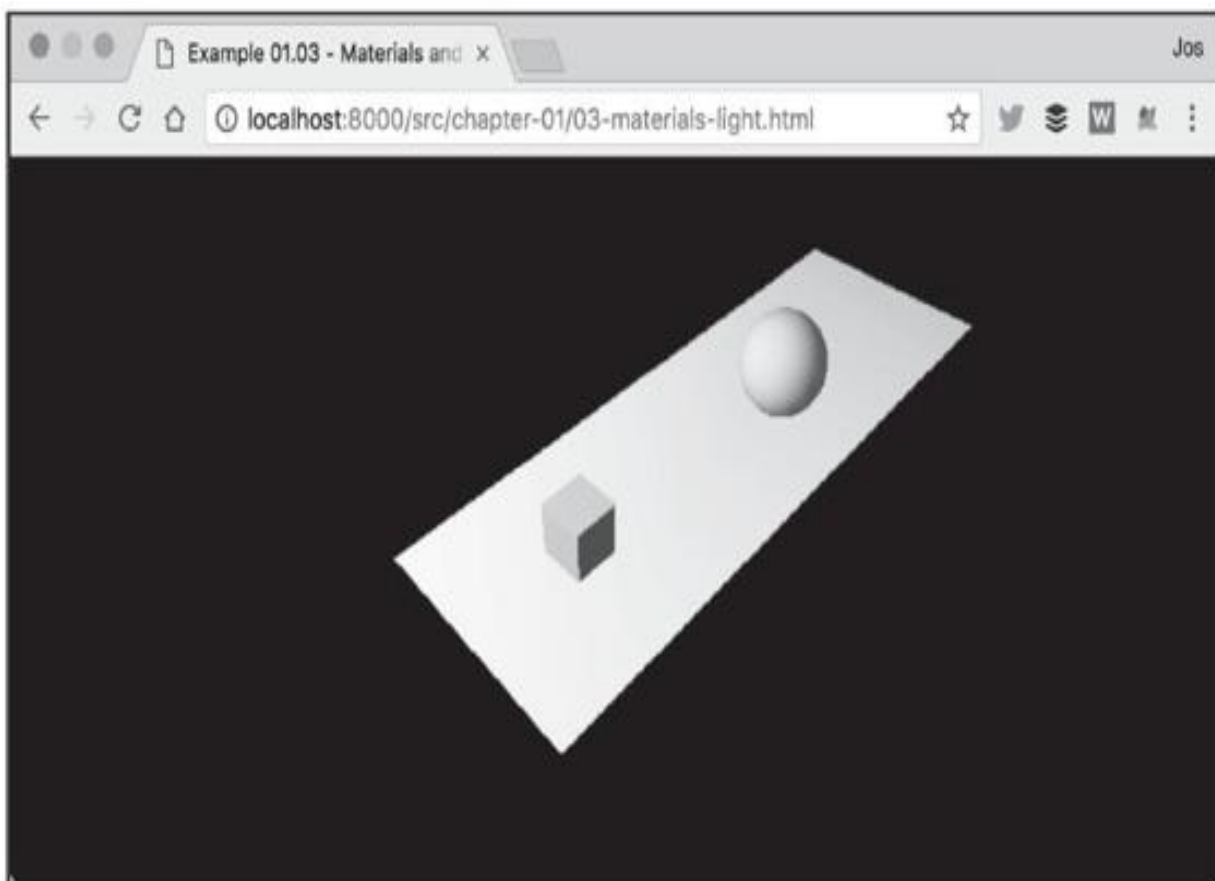 Example 01.03 - Materials and
Jos
localhost:8000/src/chapter-01/03-materials-light.html
W